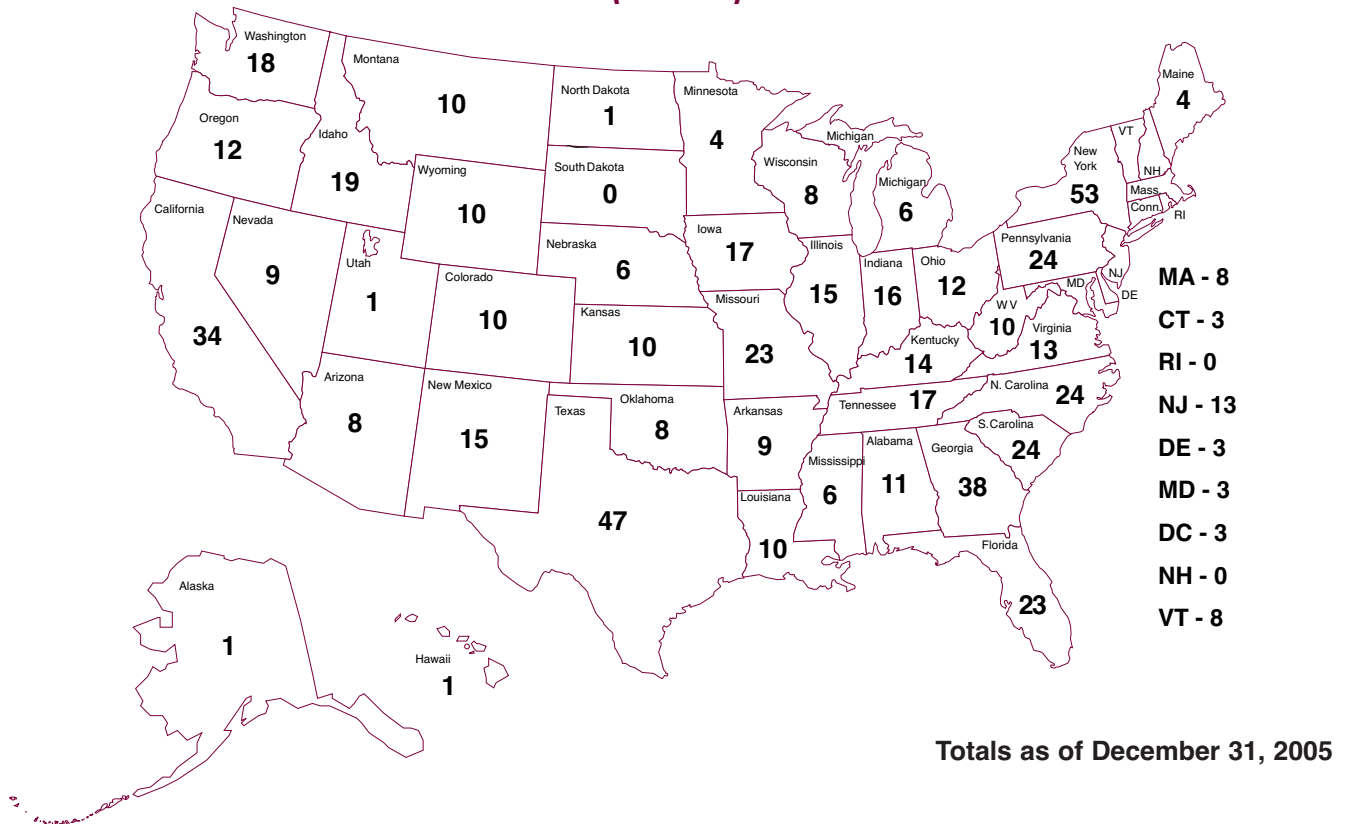 Washington
18
Montana
10
North Dakota
1
Minnesota
4
Maine
4
Oregon
12
Idaho
19
Wyoming
10
South Dakota
0
Wisconsin
8
Michigan
Michigan
6
New
York
53
VT
NH
Mass.
Conn.
RI
California
34
Nevada
9
Utah
1
Colorado
10
Nebraska
6
Iowa
17
Illinois
15
Indiana
16
Ohio
12
Pennsylvania
24
NJ
MD
DE
W V
10
Virginia
13
Kansas
10
Missouri
23
Kentucky
14
Arizona
8
New Mexico
15
Texas
47
Oklahoma
8
Arkansas
9
Tennessee 17
N. Carolina 24
S.Carolina
24
Mississippi
6
Alabama
11
Georgia
38
Louisiana
10
Florida
23
Alaska
1
Hawaii
1
MA - 8
CT - 3
RI - 0
NJ - 13
DE - 3
MD - 3
DC - 3
NH - 0
VT - 8
Totals as of December 31, 2005